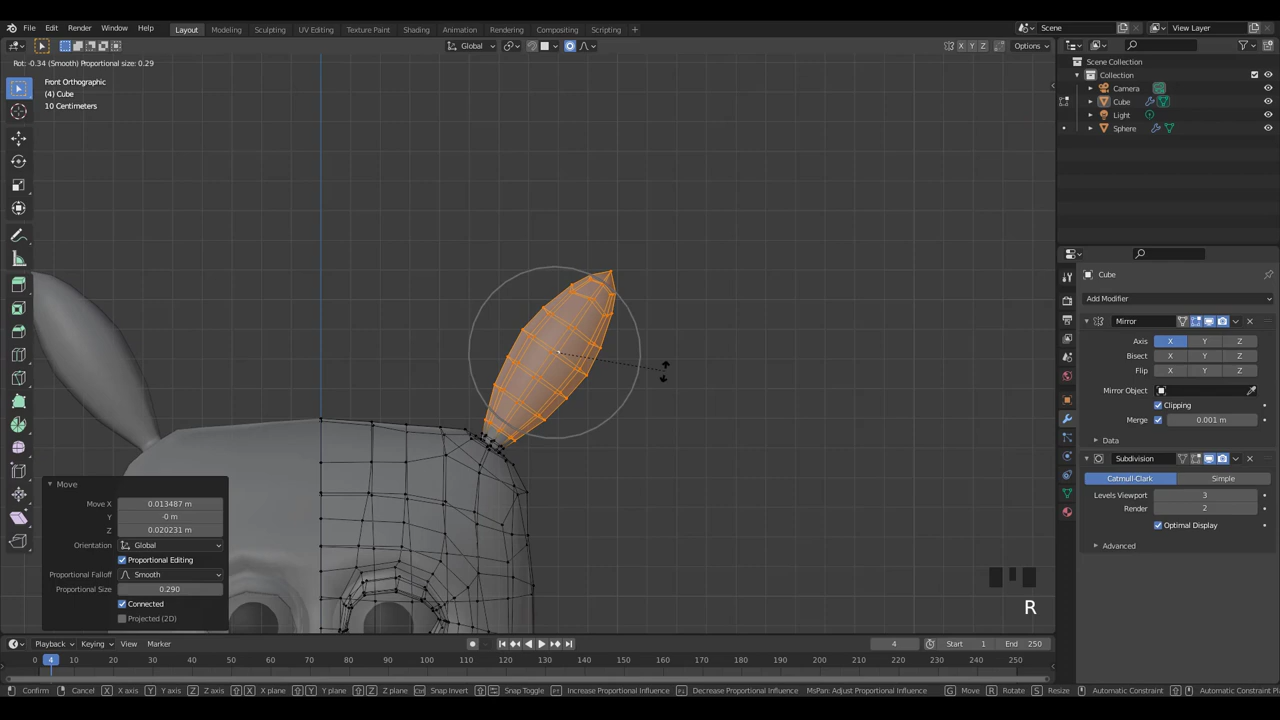 File Edit Render Window Help Layout Modeling Sculpting UV Editing Texture Paint Shading Animation Rendering Compositing Scripting + Scene View Layer
Global X Y Z Options
Rot: -0.34 (Smooth) Proportional size: 0.29
Front Orthographic
(4) Cube
10 Centimeters
Scene Collection
Collection
Camera
Cube
Light
Sphere
Cube
Add Modifier
Mirror
Axis X Y Z
Bisect X Y Z
Flip X Y Z
Mirror Object
Clipping
Merge 0.001 m
Data
Subdivision
Catmull-Clark Simple
Levels Viewport 3
Render 2
Optimal Display
Advanced
Move
Move X 0.013487 m
Y -0 m
Z 0.020231 m
Orientation Global
Proportional Editing
Proportional Falloff Smooth
Proportional Size 0.290
Connected
Projected (2D)
R
Playback Keying View Marker 4 Start 1 End 250
0 4 10 20 30 40 50 60 70 80 90 100 110 120 130 140 150 160 170 180 190 200 210 220 230 240 250
Confirm Cancel X X axis Y Y axis Z Z axis X X plane Y Y plane Z Z plane Ctrl Snap Invert Snap Toggle Increase Proportional Influence Decrease Proportional Influence MsPan: Adjust Proportional Influence G Move R Rotate S Resize Automatic Constraint Automatic Constraint Plane